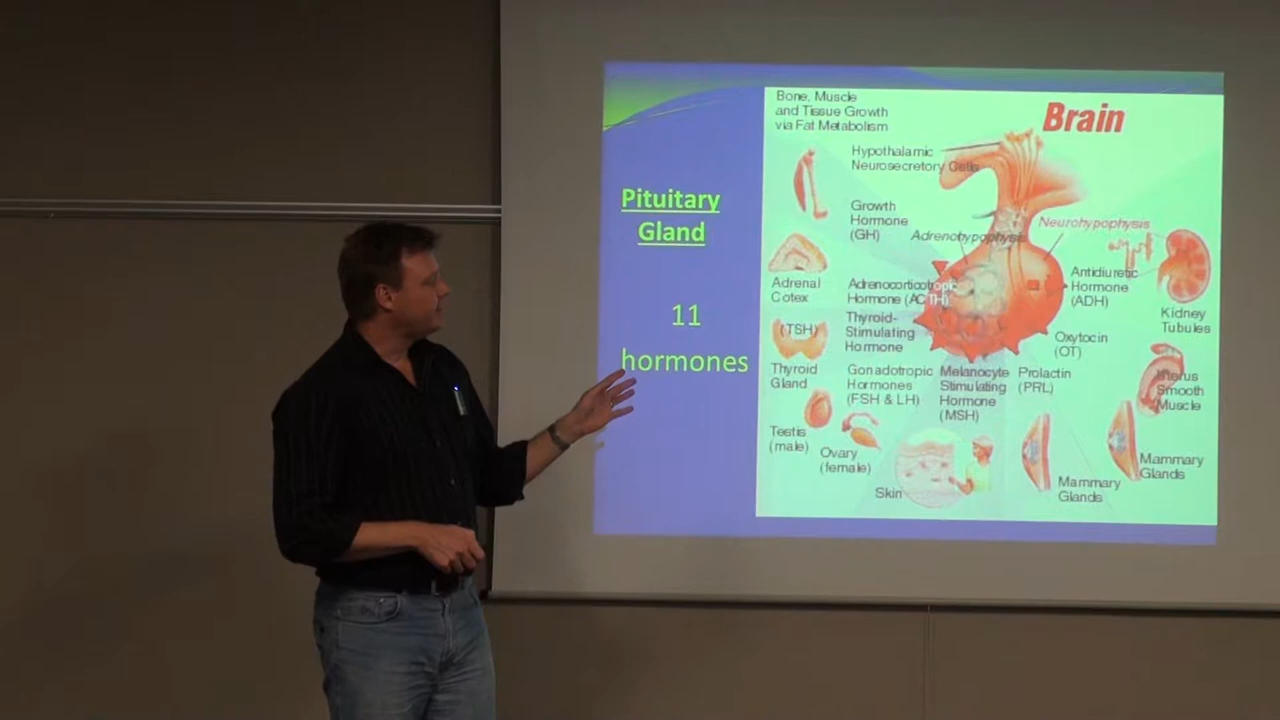 Pituitary
Gland
11
hormones
Bone, Muscle
and Tissue Growth
via Fat Metabolism
Brain
Hypothalamic
Neurosecretory Cells
Growth
Hormone
(GH)
Adrenohypophysis
Neurohypophysis
Adrenal
Cotex
Adrenocorticotropic
Hormone (ACTH)
Antidiuretic
Hormone
(ADH)
Kidney
Tubules
(TSH)
Thyroid
Gland
Thyroid-
Stimulating
Hormone
Oxytocin
(OT)
Gonadotropic
Hormones
(FSH & LH)
Melanocyte
Stimulating
Hormone
(MSH)
Prolactin
(PRL)
Uterus
Smooth
Muscle
Testis
(male)
Ovary
(female)
Skin
Mammary
Glands
Mammary
Glands